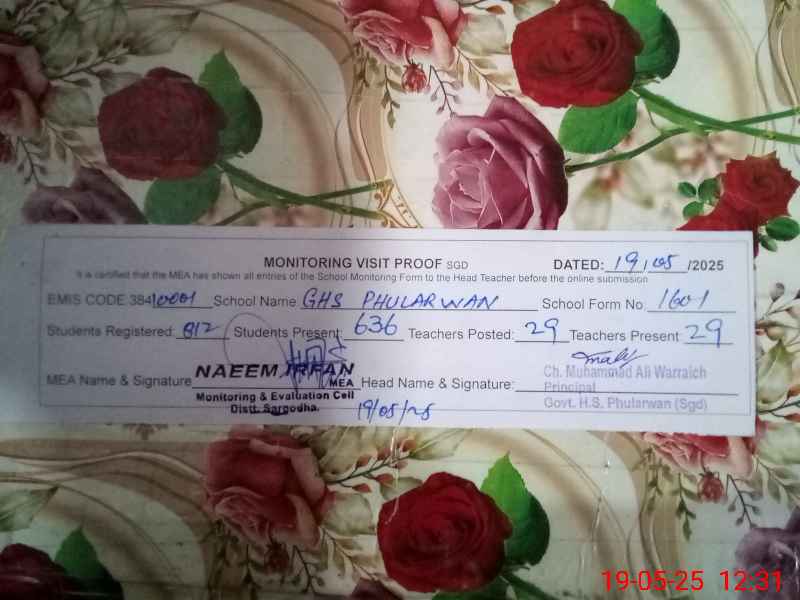 MONITORING VISIT PROOF SGD DATED: 19/05/2025
It is certified that the MEA has shown all entries of the School Monitoring Form to the Head Teacher before the online submission
EMIS CODE 38410001 School Name GHS PHULARWAN School Form No: 1601
Students Registered: 812 Students Present: 636 Teachers Posted: 29 Teachers Present: 29
MEA Name & Signature NAEEM IRFAN MEA Head Name & Signature: Ch. Muhammad Ali Warraich
Monitoring & Evaluation Cell Principal
Distt. Sargodha. 19/05/25 Govt. H.S. Phularwan (Sgd)
19-05-25 12:31